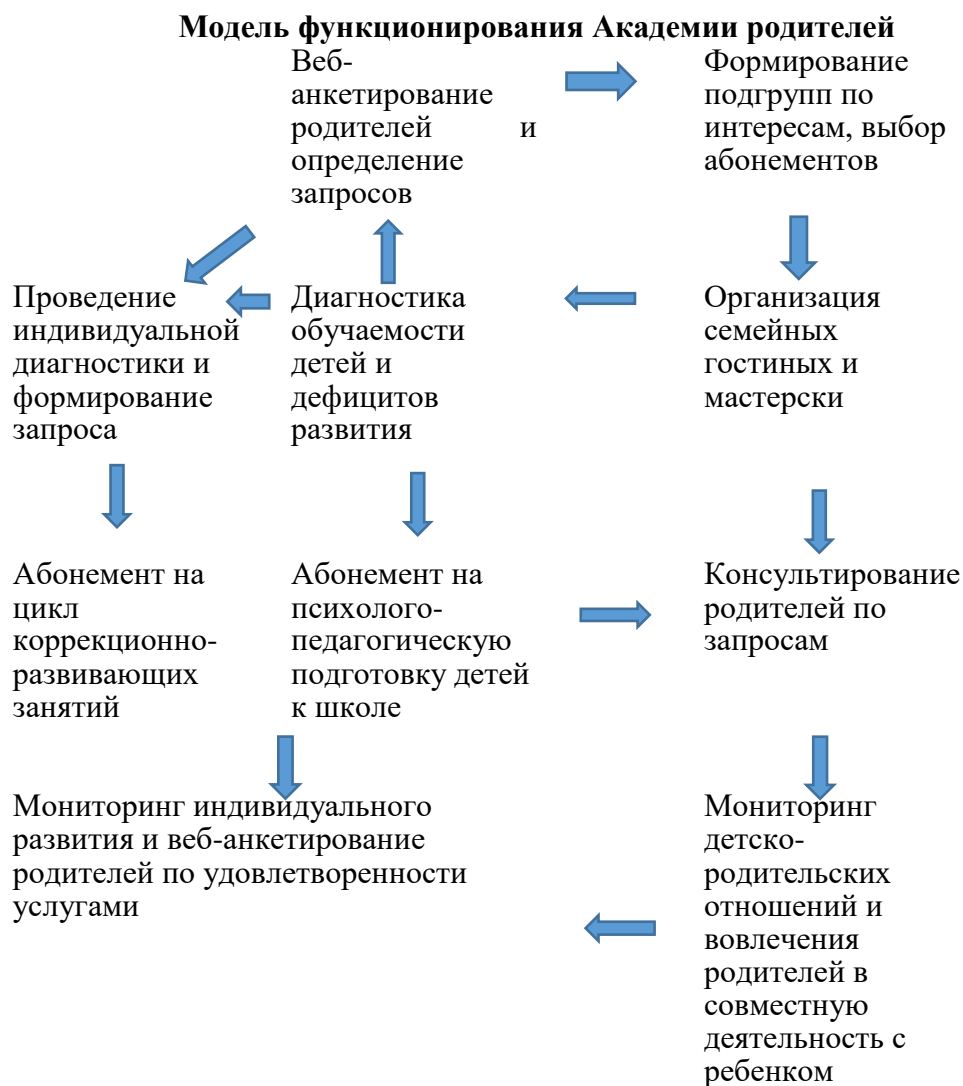 Модель функционирования Академии родителей
Веб-
анкетирование
родителей и
определение
запросов
Формирование
подгрупп по
интересам, выбор
абонементов
Проведение
индивидуальной
диагностики и
формирование
запроса
Диагностика
обучаемости
детей и
дефицитов
развития
Организация
семейных
гостиных и
мастерски
Абонемент на
цикл
коррекционно-
развивающих
занятий
Абонемент на
психолого-
педагогическую
подготовку детей
к школе
Консультирование
родителей по
запросам
Мониторинг индивидуального
развития и веб-анкетирование
родителей по удовлетворенности
услугами
Мониторинг
детско-
родительских
отношений и
вовлечения
родителей в
совместную
деятельность с
ребенком